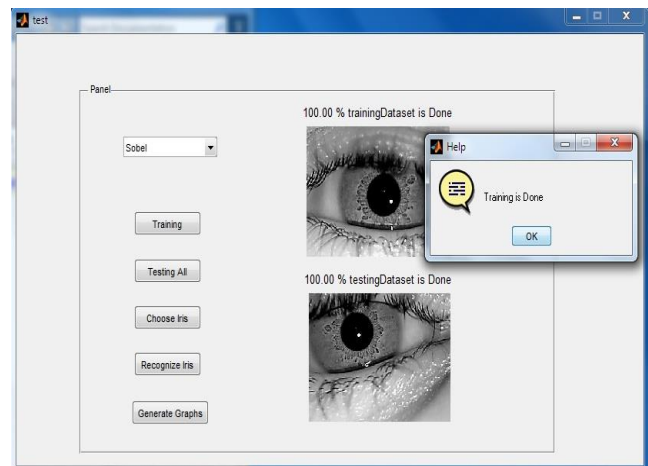 test
Panel
100.00 % trainingDataset is Done
Sobel
Help
Training is Done
OK
Training
Testing All
100.00 % testingDataset is Done
Choose Iris
Recognize Iris
Generate Graphs